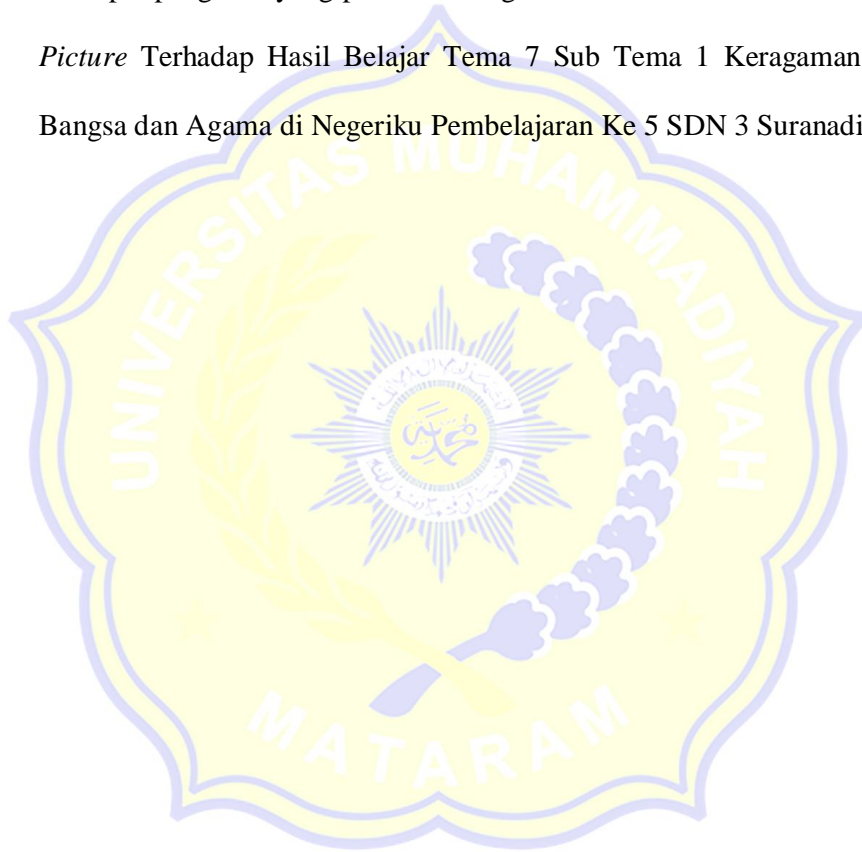 Picture Terhadap Hasil Belajar Tema 7 Sub Tema 1 Keragaman
Bangsa dan Agama di Negeriku Pembelajaran Ke 5 SDN 3 Suranadi
UNIVERSITAS MUHAMMADIYAH
MATARAM